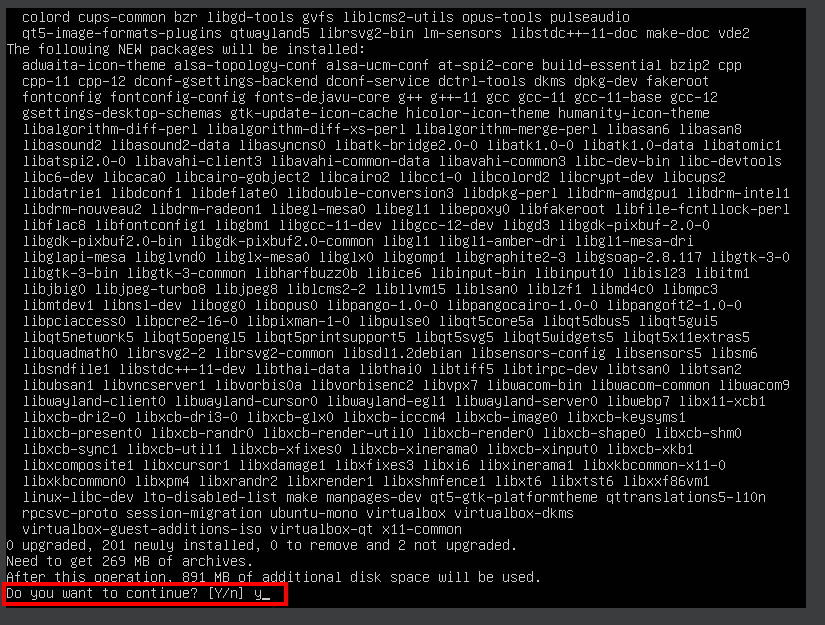 colord cups-common bzr libgd-tools gvfs liblcms2-utils opus-tools pulseaudio
qt5-image-formats-plugins qtwayland5 librsvg2-bin lm-sensors libstdc++-11-doc make-doc vde2
The following NEW packages will be installed:
adwaita-icon-theme alsa-topology-conf alsa-ucm-conf at-spi2-core build-essential bzip2 cpp
cpp-11 cpp-12 dconf-gsettings-backend dconf-service dctrl-tools dkms dpkg-dev fakeroot
fontconfig fontconfig-config fonts-dejavu-core g++ g++-11 gcc gcc-11 gcc-11-base gcc-12
gsettings-desktop-schemas gtk-update-icon-cache hicolor-icon-theme humanity-icon-theme
libalgorithm-diff-perl libalgorithm-diff-xs-perl libalgorithm-merge-perl libasan6 libasan8
libasound2 libasound2-data libasyncns0 libatk-bridge2.0-0 libatk1.0-0 libatk1.0-data libatomic1
libatspi2.0-0 libavahi-client3 libavahi-common-data libavahi-common3 libc-dev-bin libc-devtools
libc6-dev libcaca0 libcairo-gobject2 libcairo2 libcc1-0 libcolord2 libcrypt-dev libcups2
libdatrie1 libdconf1 libdeflate0 libdouble-conversion3 libdpkg-perl libdrm-amdgpu1 libdrm-intel1
libdrm-nouveau2 libdrm-radeon1 libegl-mesa0 libegl1 libepoxy0 libfakeroot libfile-fcntllock-perl
libflac8 libfontconfig1 libgbm1 libgcc-11-dev libgcc-12-dev libgd3 libgdk-pixbuf-2.0-0
libgdk-pixbuf2.0-bin libgdk-pixbuf2.0-common libgl1 libgl1-amber-dri libgl1-mesa-dri
libglapi-mesa libglvnd0 libglx-mesa0 libglx0 libgomp1 libgraphite2-3 libgsoap-2.8.117 libgtk-3-0
libgtk-3-bin libgtk-3-common libharfbuzz0b libice6 libinput-bin libinput10 libisl23 libitm1
libjbig0 libjpeg-turbo8 libjpeg8 liblcms2-2 libllvm15 liblsan0 liblzf1 libmd4c0 libmpc3
libmtdev1 libnsl-dev libogg0 libopus0 libpango-1.0-0 libpangocairo-1.0-0 libpangoft2-1.0-0
libpciaccess0 libpcre2-16-0 libpixman-1-0 libpulse0 libqt5core5a libqt5dbus5 libqt5gui5
libqt5network5 libqt5opengl5 libqt5printsupport5 libqt5svg5 libqt5widgets5 libqt5x11extras5
libquadmath0 librsvg2-2 librsvg2-common libsdl1.2debian libsensors-config libsensors5 libsm6
libsndfile1 libstdc++-11-dev libthai-data libthai0 libtiff5 libtirpc-dev libtsan0 libtsan2
libubsan1 libvncserver1 libvorbis0a libvorbisenc2 libvpx7 libwacom-bin libwacom-common libwacom9
libwayland-client0 libwayland-cursor0 libwayland-egl1 libwayland-server0 libwebp7 libx11-xcb1
libxcb-dri2-0 libxcb-dri3-0 libxcb-glx0 libxcb-icccm4 libxcb-image0 libxcb-keysyms1
libxcb-present0 libxcb-randr0 libxcb-render-util0 libxcb-render0 libxcb-shape0 libxcb-shm0
libxcb-sync1 libxcb-util1 libxcb-xfixes0 libxcb-xinerama0 libxcb-xinput0 libxcb-xkb1
libxcomposite1 libxcursor1 libxdamage1 libxfixes3 libxi6 libxinerama1 libxkbcommon-x11-0
libxkbcommon0 libxpm4 libxrandr2 libxrender1 libxshmfence1 libxt6 libxtst6 libxxf86vm1
linux-libc-dev lto-disabled-list make manpages-dev qt5-gtk-platformtheme qttranslations5-l10n
rpcsvc-proto session-migration ubuntu-mono virtualbox virtualbox-dkms
virtualbox-guest-additions-iso virtualbox-qt x11-common
0 upgraded, 201 newly installed, 0 to remove and 2 not upgraded.
Need to get 269 MB of archives.
After this operation, 891 MB of additional disk space will be used.
Do you want to continue? [Y/n] y_